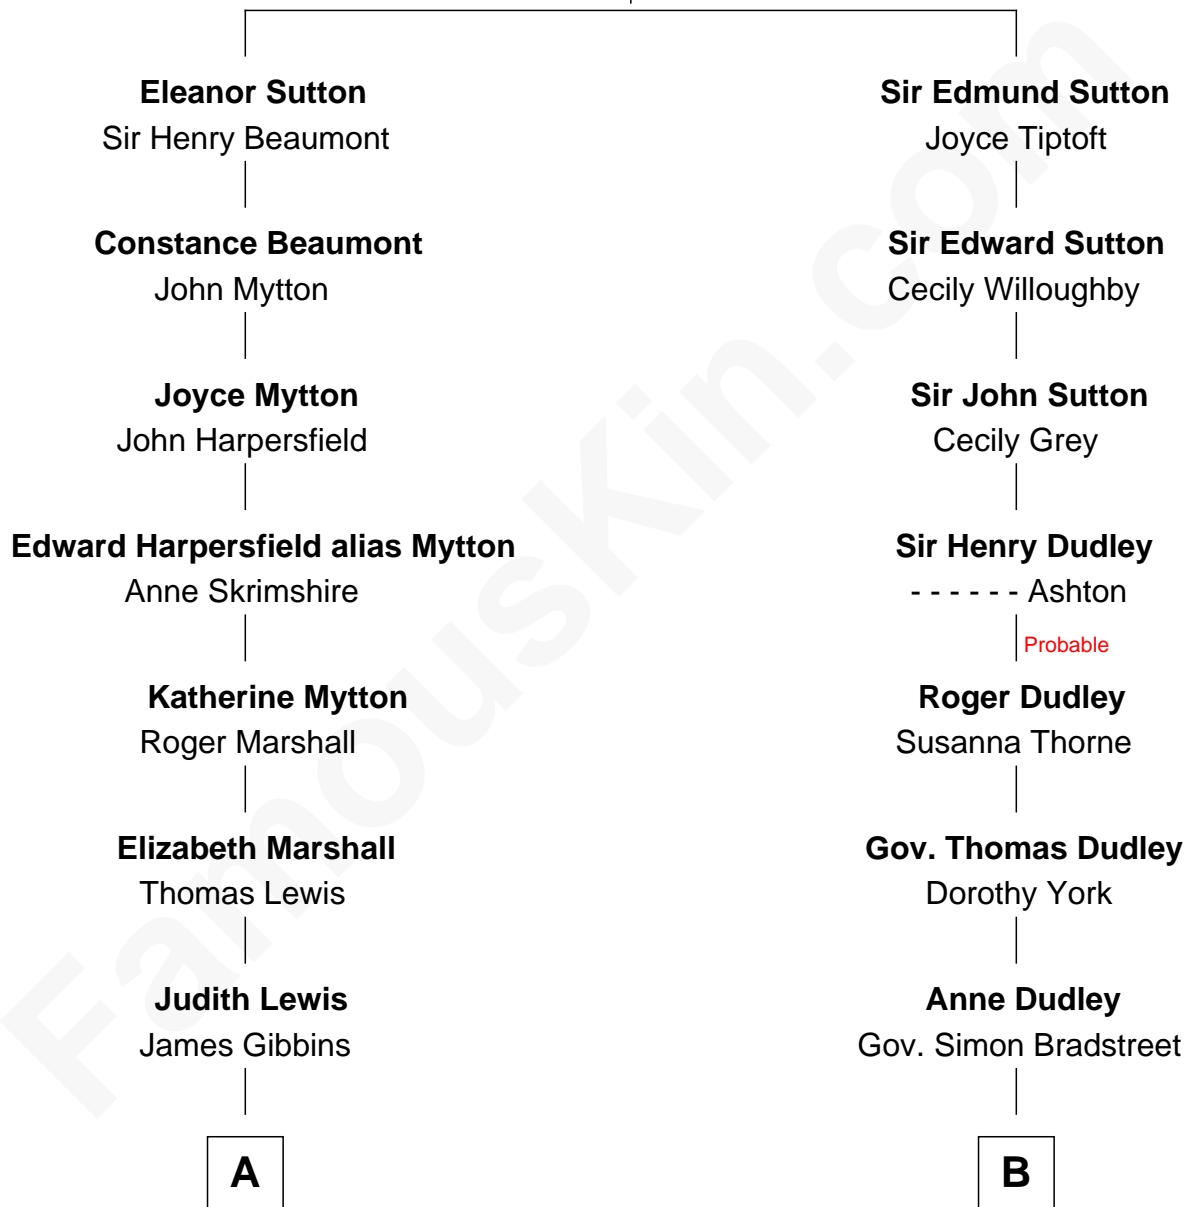 Eleanor Sutton
Sir Henry Beaumont
Constance Beaumont
John Mytton
Joyce Mytton
John Harpersfield
Edward Harpersfield alias Mytton
Anne Skrimshire
Katherine Mytton
Roger Marshall
Elizabeth Marshall
Thomas Lewis
Judith Lewis
James Gibbins
A
Sir Edmund Sutton
Joyce Tiptoft
Sir Edward Sutton
Cecily Willoughby
Sir John Sutton
Cecily Grey
Sir Henry Dudley
- - - - - - Ashton
Probable
Roger Dudley
Susanna Thorne
Gov. Thomas Dudley
Dorothy York
Anne Dudley
Gov. Simon Bradstreet
B
FamousKin.com